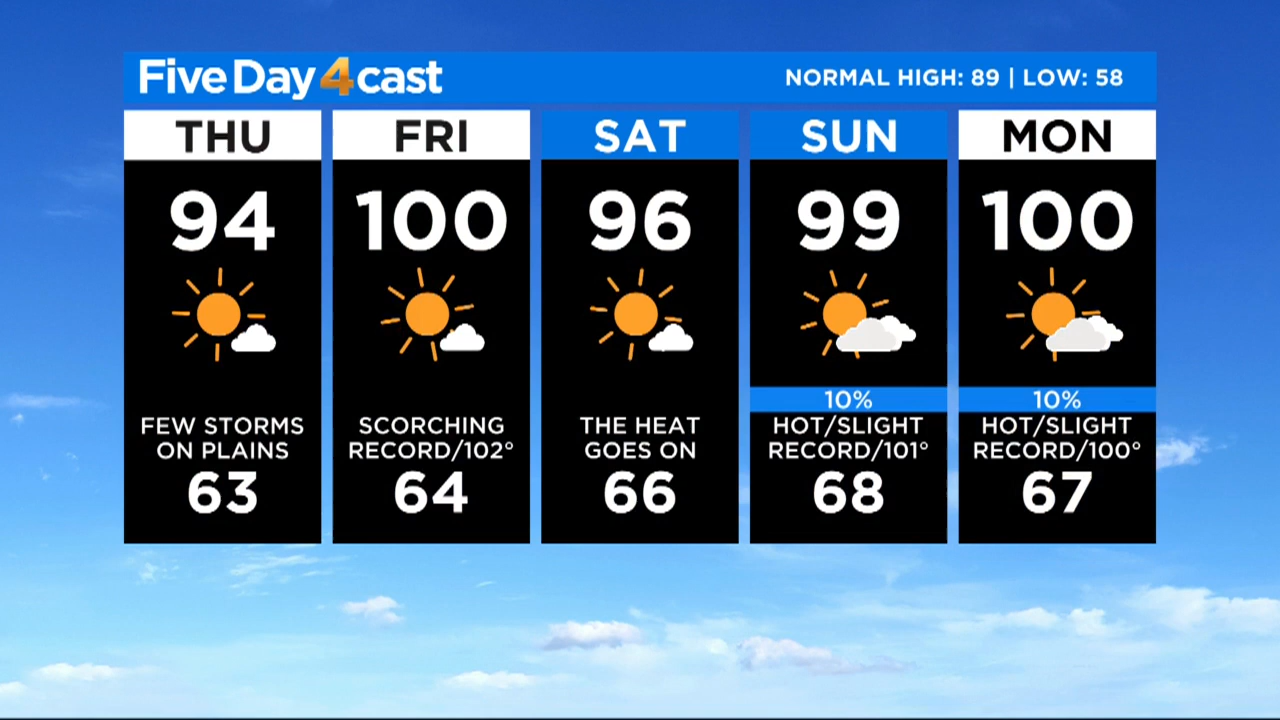 Five Day 4cast
NORMAL HIGH: 89 | LOW: 58
THU
94
FEW STORMS
ON PLAINS
63
FRI
100
SCORCHING
RECORD/102°
64
SAT
96
THE HEAT
GOES ON
66
SUN
99
10%
HOT/SLIGHT
RECORD/101°
68
MON
100
10%
HOT/SLIGHT
RECORD/100°
67